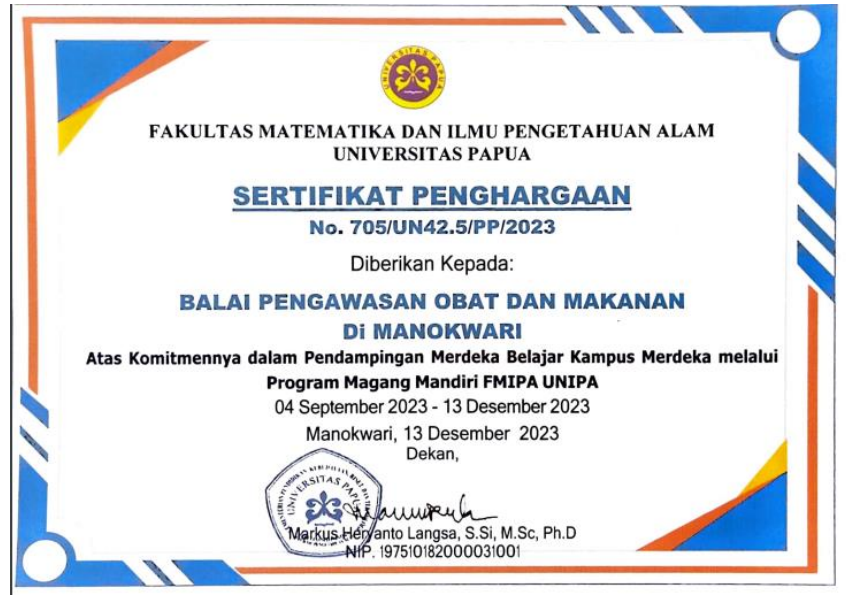 UNIVERSITAS PAPUA
FAKULTAS MATEMATIKA DAN ILMU PENGETAHUAN ALAM
UNIVERSITAS PAPUA
SERTIFIKAT PENGHARGAAN
No. 705/UN42.5/PP/2023
Diberikan Kepada:
BALAI PENGAWASAN OBAT DAN MAKANAN
Di MANOKWARI
Atas Komitmennya dalam Pendampingan Merdeka Belajar Kampus Merdeka melalui
Program Magang Mandiri FMIPA UNIPA
04 September 2023 - 13 Desember 2023
Manokwari, 13 Desember 2023
Dekan,
Markus Heryanto Langsa, S.Si, M.Sc, Ph.D
NIP. 197510182000031001